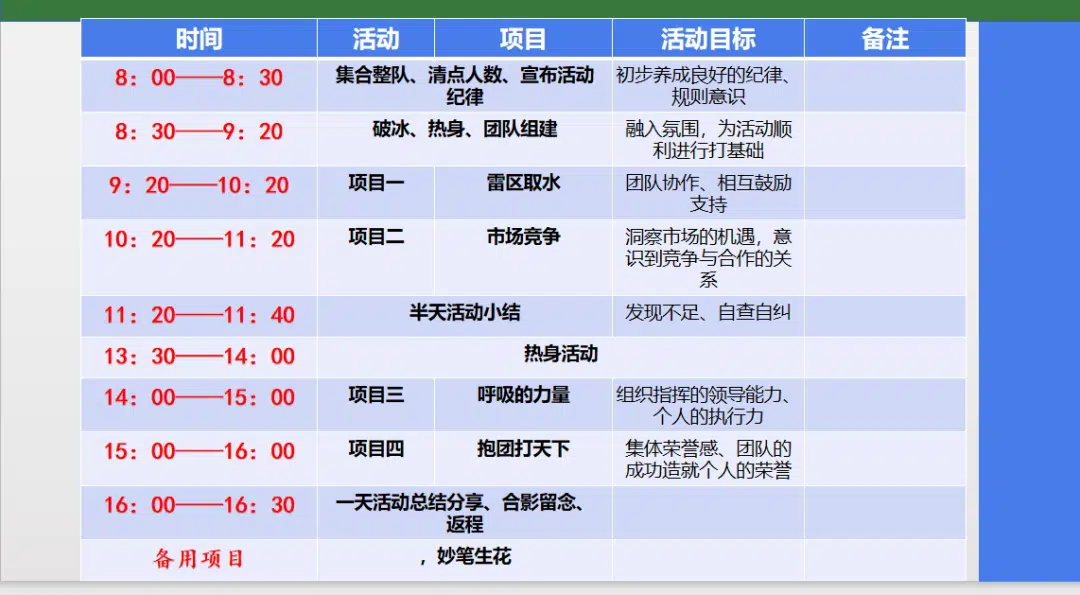 时间 活动 项目 活动目标 备注
8：00——8：30 集合整队、清点人数、宣布活动 初步养成良好的纪律、
纪律 规则意识
8：30——9：20 破冰、热身、团队组建 融入氛围，为活动顺
利进行打基础
9：20——10：20 项目一 雷区取水 团队协作、相互鼓励
支持
10：20——11：20 项目二 市场竞争 洞察市场的机遇，意
识到竞争与合作的关
系
11：20——11：40 半天活动小结 发现不足、自查自纠
13：30——14：00 热身活动
14：00——15：00 项目三 呼吸的力量 组织指挥的领导能力、
个人的执行力
15：00——16：00 项目四 抱团打天下 集体荣誉感、团队的
成功造就个人的荣誉
16：00——16：30 一天活动总结分享、合影留念、
返程
备用项目 ，妙笔生花